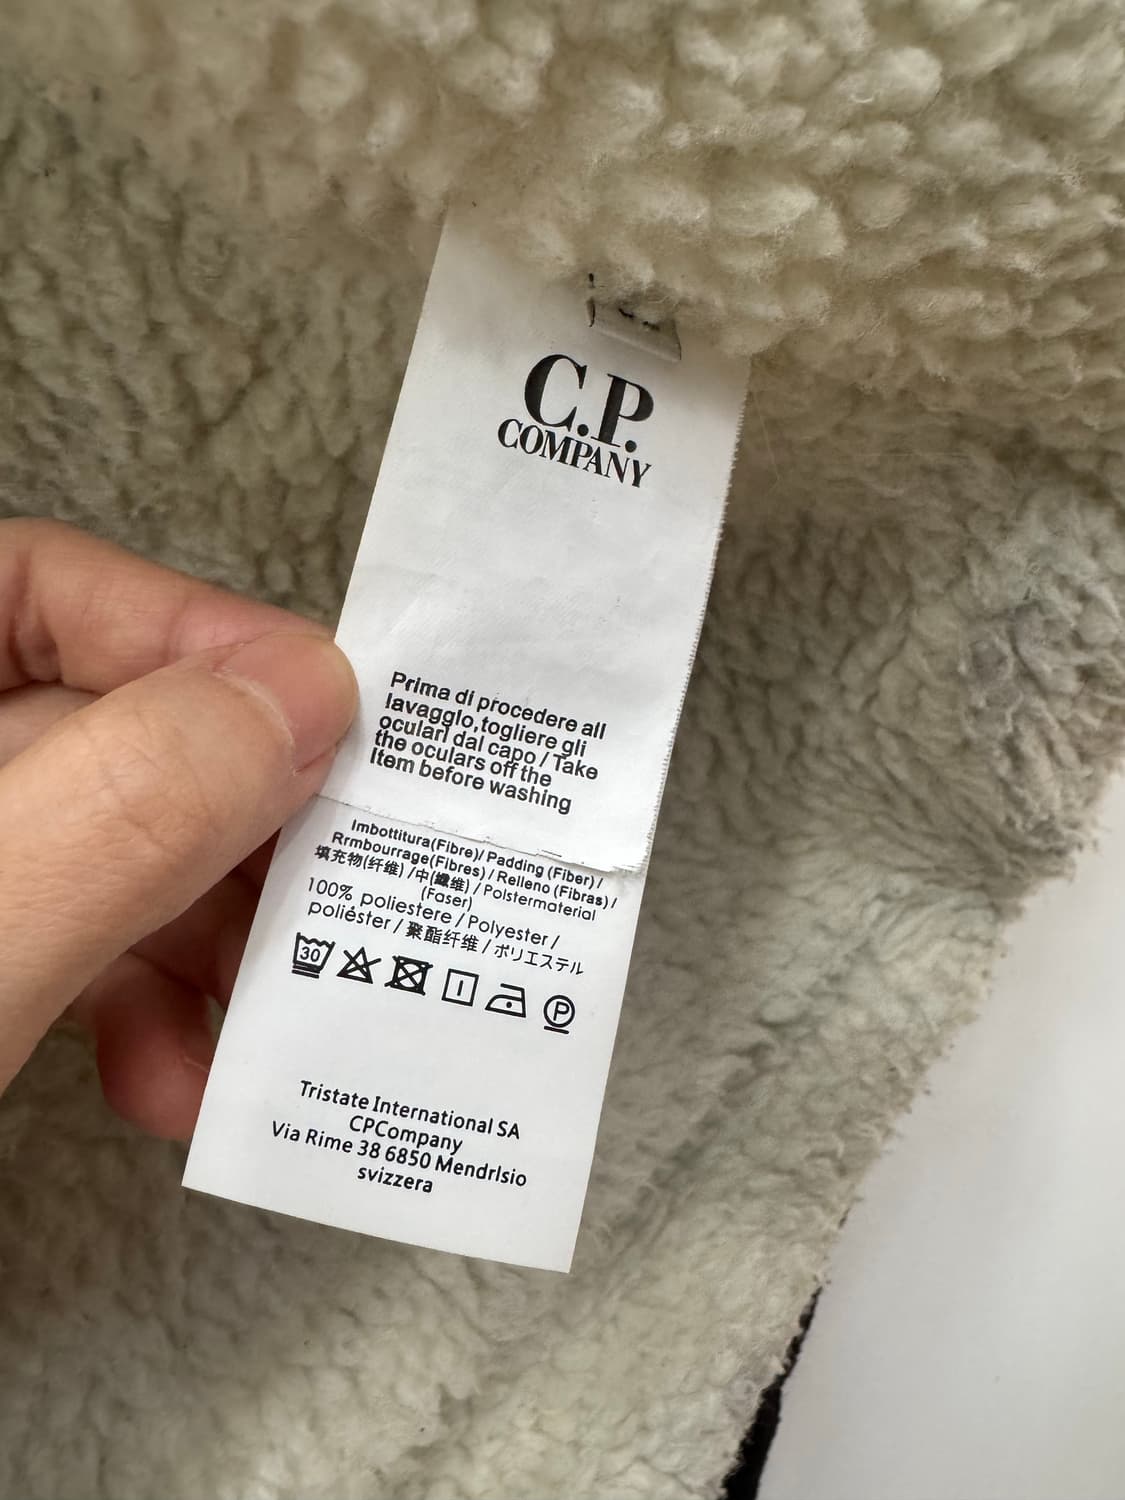 C.P.
COMPANY
PrIma di procedere all
lavagglo,togliere gli
ocularl dal capo / Take
the oculars off the
Item before washing
Imbottitura(Fibre)/ Padding (Fiber) /
Rrmbourrage(Fibres) / Relleno (Fibras) /
填充物(纤维) /中(纖维) / Polstermaterial
(Faser)
100% poliestere / Polyester /
poliéster / 聚酯纤维 / ポリエステル
30 P
Tristate International SA
CPCompany
Via Rime 38 6850 Mendrlsio
svizzera